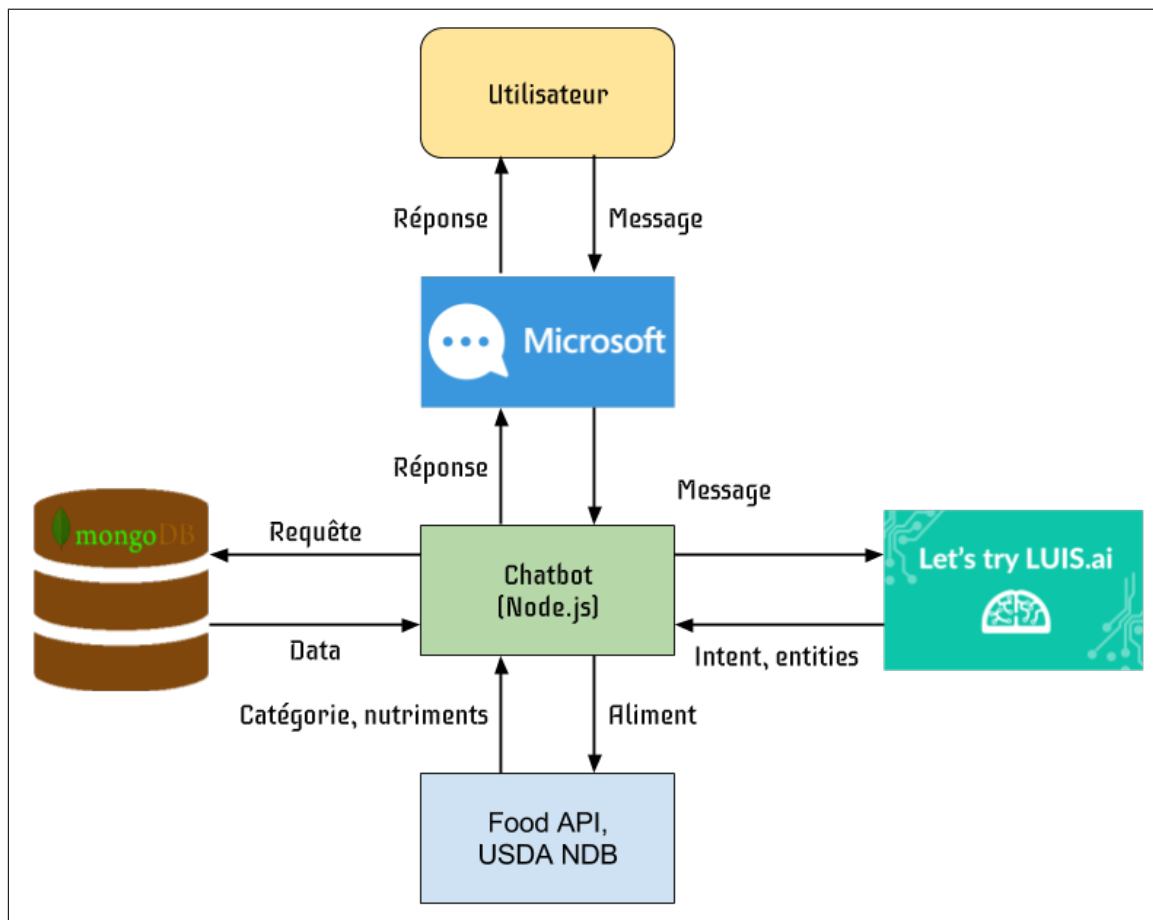 Utilisateur
Réponse
Message
Microsoft
Réponse
Message
mongoDB
Requête
Chatbot
(Node.js)
Let's try LUIS.ai
Data
Intent, entities
Catégorie, nutriments
Aliment
Food API,
USDA NDB